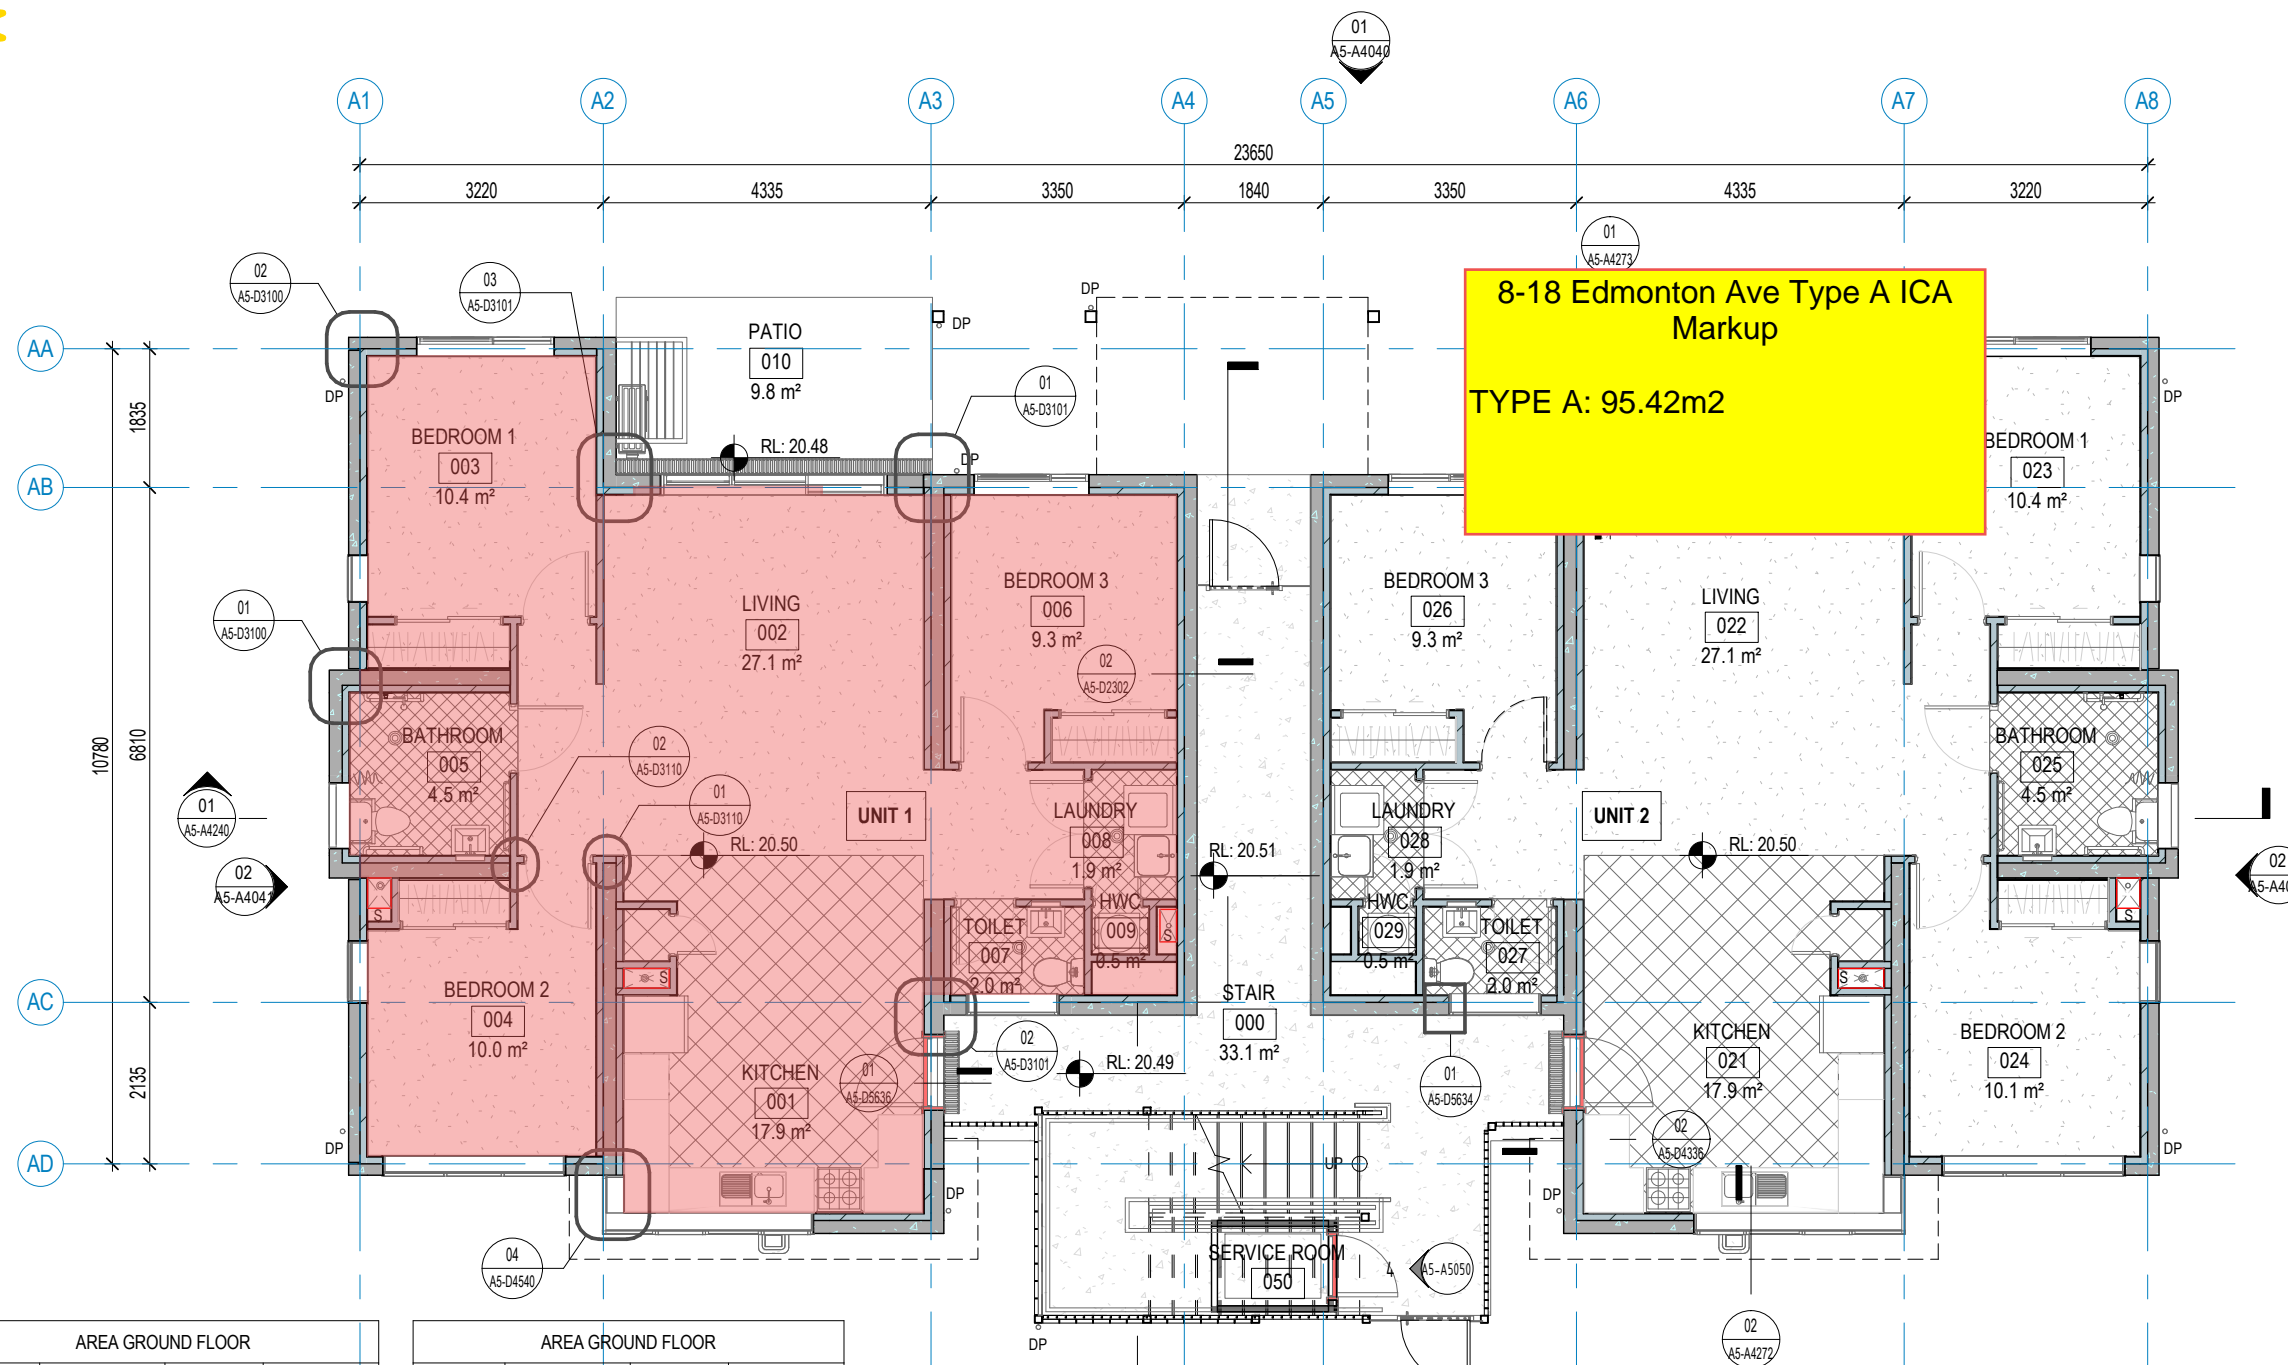 01
A5-A4040
A1
A2
A3
A4
A5
A6
A7
A8
23650
3220
4335
3350
1840
3350
4335
3220
01
A5-A4273
02
A5-D3100
03
A5-D3101
8-18 Edmonton Ave Type A ICA
Markup
TYPE A: 95.42m2
DP
DP
PATIO
010
9.8 m²
AA
DP
DP
1835
01
A5-D3101
BEDROOM 1
003
10.4 m²
RL: 20.48
DP
BEDROOM 1
023
10.4 m²
AB
BEDROOM 3
006
9.3 m²
BEDROOM 3
026
9.3 m²
LIVING
002
27.1 m²
LIVING
022
27.1 m²
01
A5-D3100
02
A5-D2302
10780
6810
BATHROOM
005
4.5 m²
02
A5-D3110
BATHROOM
025
4.5 m²
01
A5-D3110
01
A5-A4240
UNIT 1
LAUNDRY
008
1.9 m²
LAUNDRY
028
1.9 m²
UNIT 2
RL: 20.50
RL: 20.51
RL: 20.50
02
A5-A4041
02
A5-A40
S
HWC
009
0.5 m²
S
HWC
029
0.5 m²
S
TOILET
007
2.0 m²
TOILET
027
2.0 m²
S
S
AC
BEDROOM 2
004
10.0 m²
STAIR
000
33.1 m²
KITCHEN
021
17.9 m²
BEDROOM 2
024
10.1 m²
2135
02
A5-D3101
RL: 20.49
KITCHEN
001
17.9 m²
01
A5-D5636
01
A5-D5634
02
A5-D4336
DP
DP
AD
UP
DP
DP
04
A5-D4540
SERVICE ROOM
050
4
A5-A5050
DP
02
A5-A4272
AREA GROUND FLOOR
AREA GROUND FLOOR